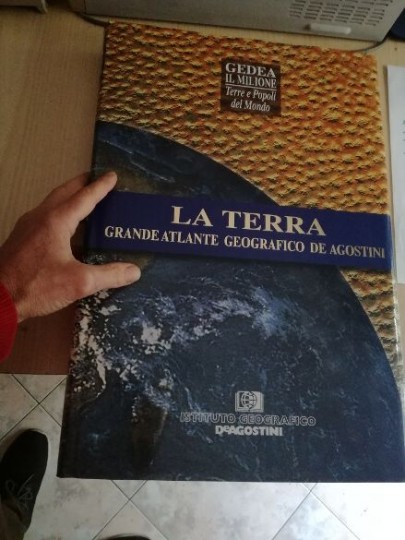 GEDEA
IL MILIONE
Terre e Popoli
del Mondo
LA TERRA
GRANDE ATLANTE GEOGRAFICO DE AGOSTINI
ISTITUTO GEOGRAFICO
DEAGOSTINI